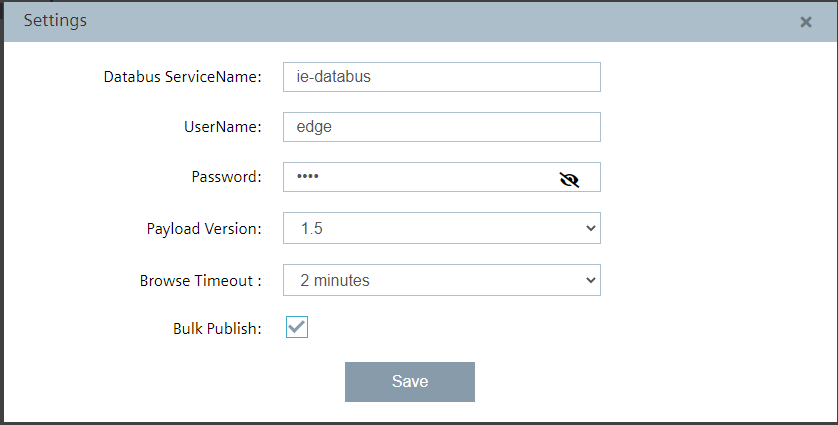 Settings
Databus ServiceName: ie-databus
UserName: edge
Password: ••••
Payload Version: 1.5
Browse Timeout : 2 minutes
Bulk Publish:
Save